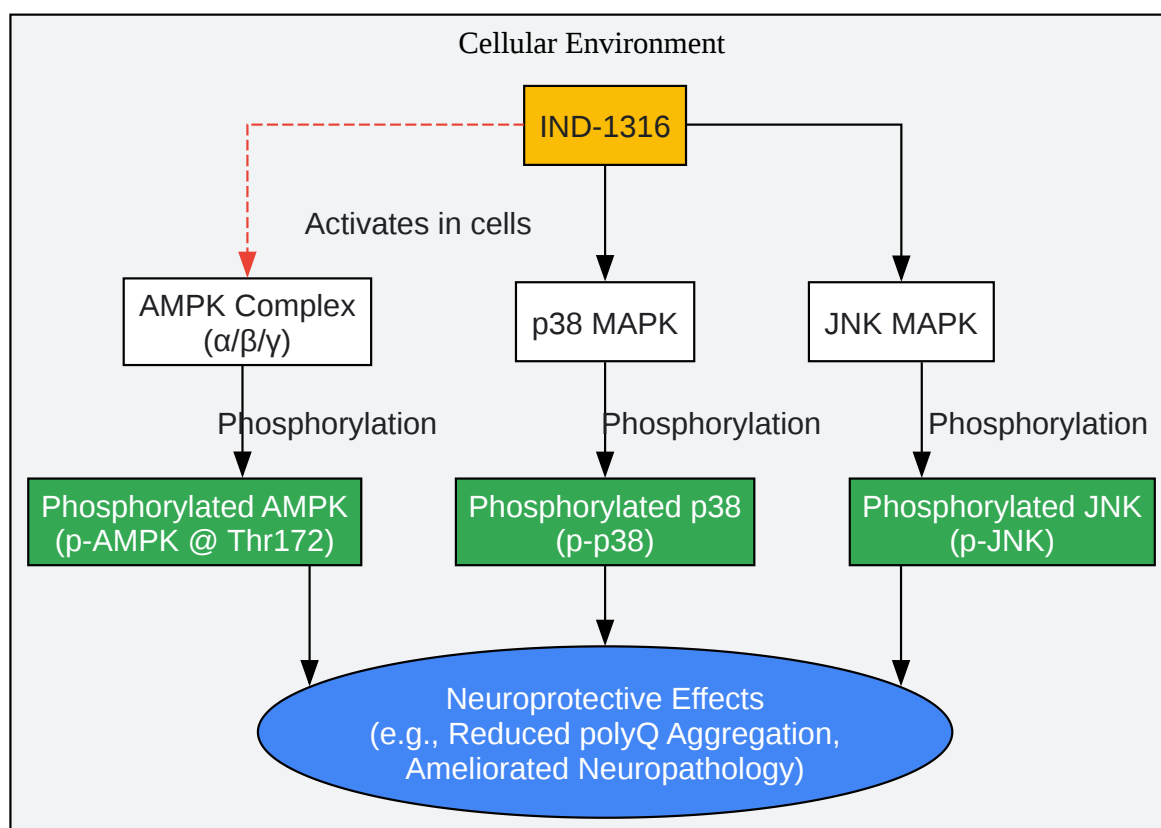 Cellular Environment
IND-1316
Activates in cells
AMPK Complex
(α/β/γ)
p38 MAPK
JNK MAPK
Phosphorylation
Phosphorylation
Phosphorylation
Phosphorylated AMPK
(p-AMPK @ Thr172)
Phosphorylated p38
(p-p38)
Phosphorylated JNK
(p-JNK)
Neuroprotective Effects
(e.g., Reduced polyQ Aggregation,
Ameliorated Neuropathology)